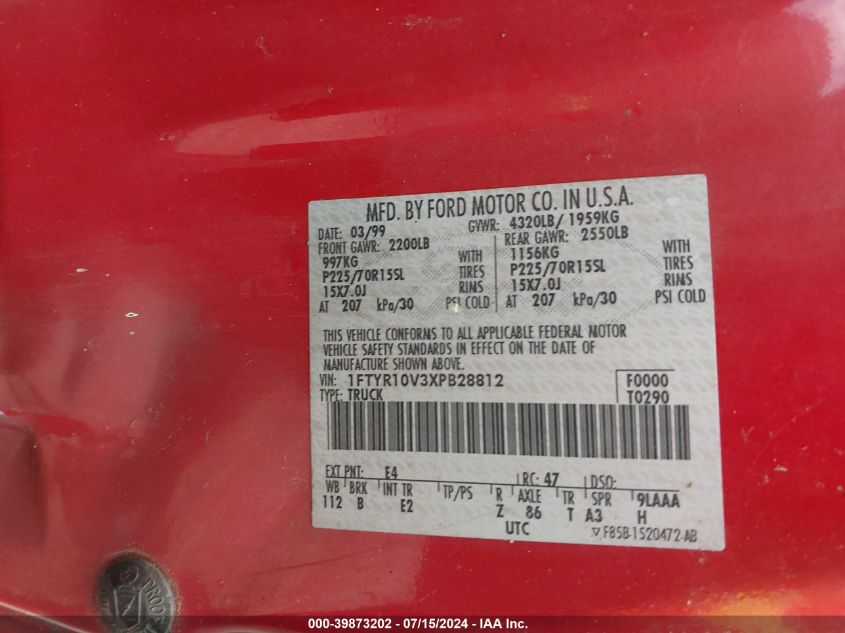 MFD. BY FORD MOTOR CO. IN U.S.A.
DATE: 03/99 GVWR: 4320LB/ 1959KG
FRONT GAWR: 2200LB REAR GAWR: 2550LB
997KG WITH 1156KG WITH
P225/70R15SL TIRES P225/70R15SL TIRES
15X7.0J RIMS 15X7.0J RIMS
AT 207 kPa/30 PSI COLD AT 207 kPa/30 PSI COLD
THIS VEHICLE CONFORMS TO ALL APPLICABLE FEDERAL MOTOR
VEHICLE SAFETY STANDARDS IN EFFECT ON THE DATE OF
MANUFACTURE SHOWN ABOVE.
VIN: 1FTYR10V3XPB28812 F0000
TYPE: TRUCK T0290
EXT PNT: E4 RC: 47 DSO:
WB BRK INT TR TP/PS R AXLE TR SPR 9LAAA
112 B E2 Z 86 T A3 H
UTC F85B-1520472-AB
PROOF
000-39873202 - 07/15/2024 - IAA Inc.